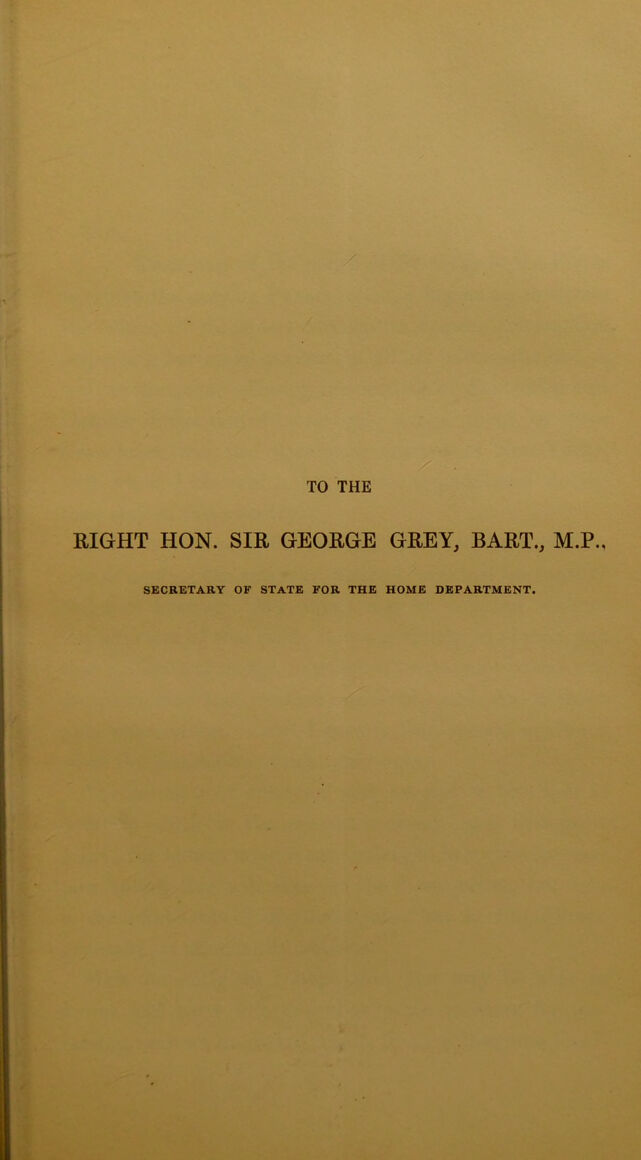 TO THE
RIGHT HON. SIR GEORGE GREY, BART., M.P.,
SECRETARY OF STATE FOR THE HOME DEPARTMENT.